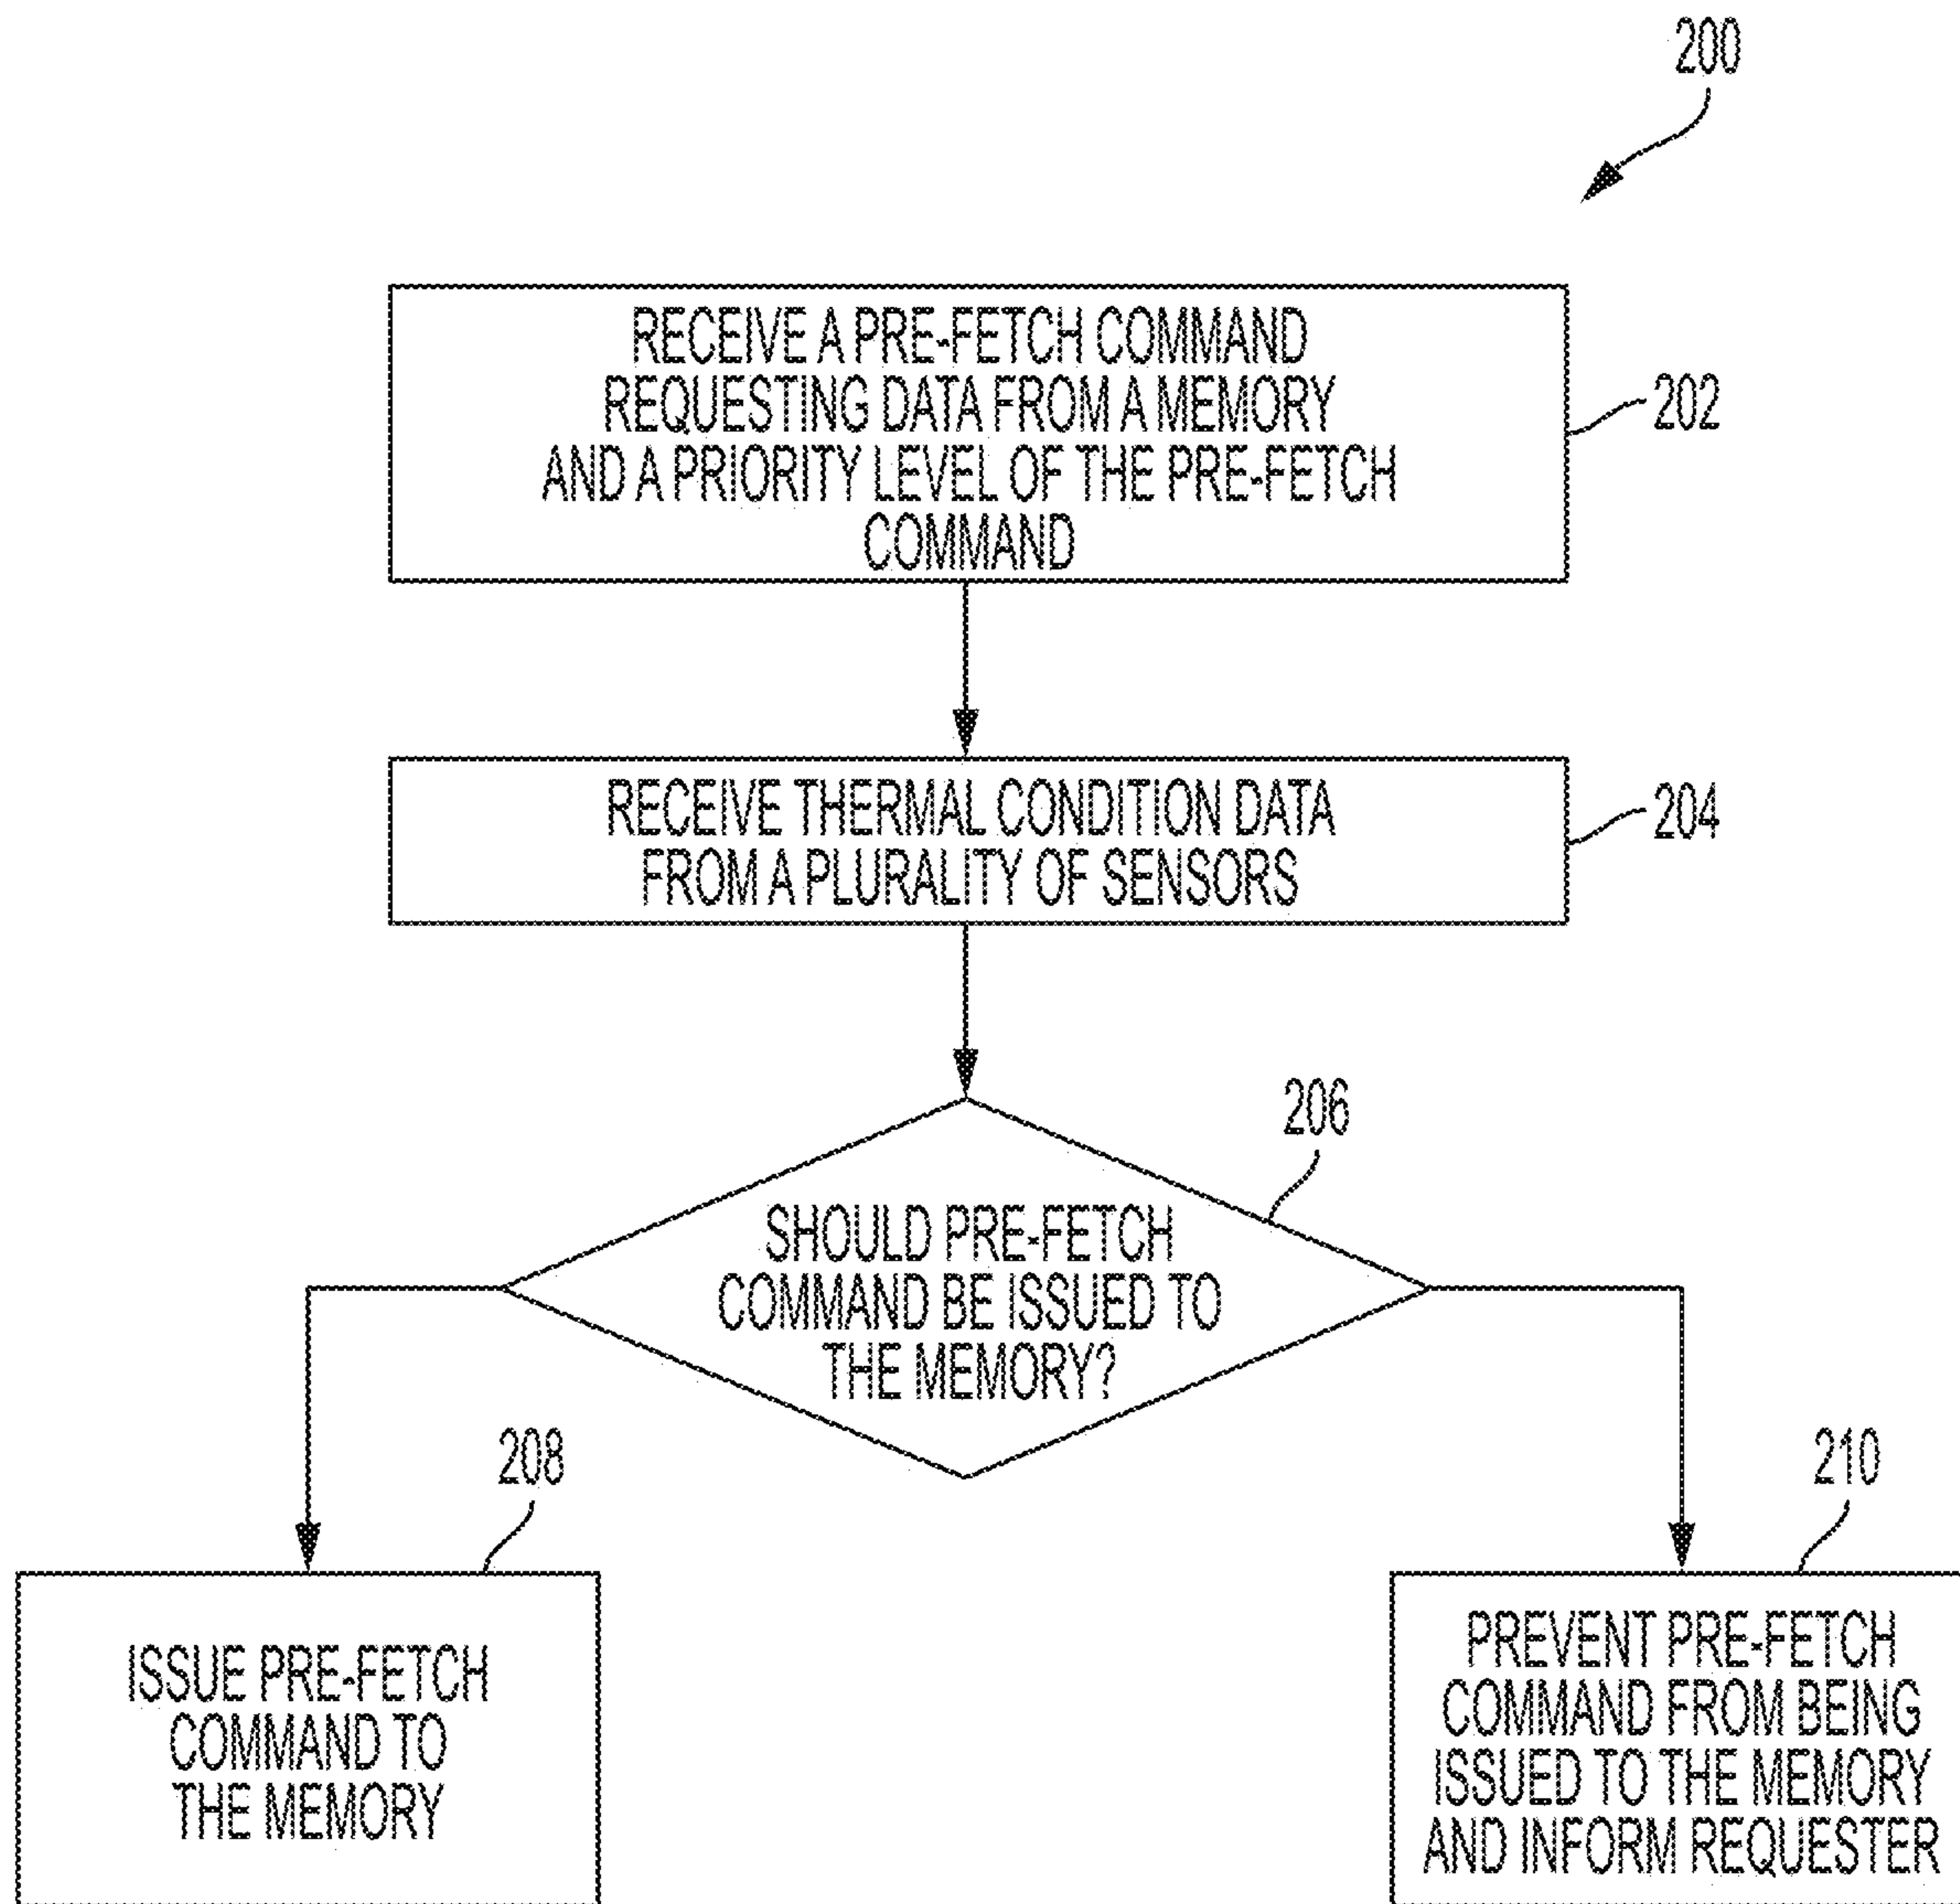 200
RECEIVE A PRE-FETCH COMMAND
REQUESTING DATA FROM A MEMORY
AND A PRIORITY LEVEL OF THE PRE-FETCH
COMMAND
202
RECEIVE THERMAL CONDITION DATA
FROM A PLURALITY OF SENSORS
204
206
SHOULD PRE-FETCH
COMMAND BE ISSUED TO
THE MEMORY?
208
ISSUE PRE-FETCH
COMMAND TO
THE MEMORY
210
PREVENT PRE-FETCH
COMMAND FROM BEING
ISSUED TO THE MEMORY
AND INFORM REQUESTER